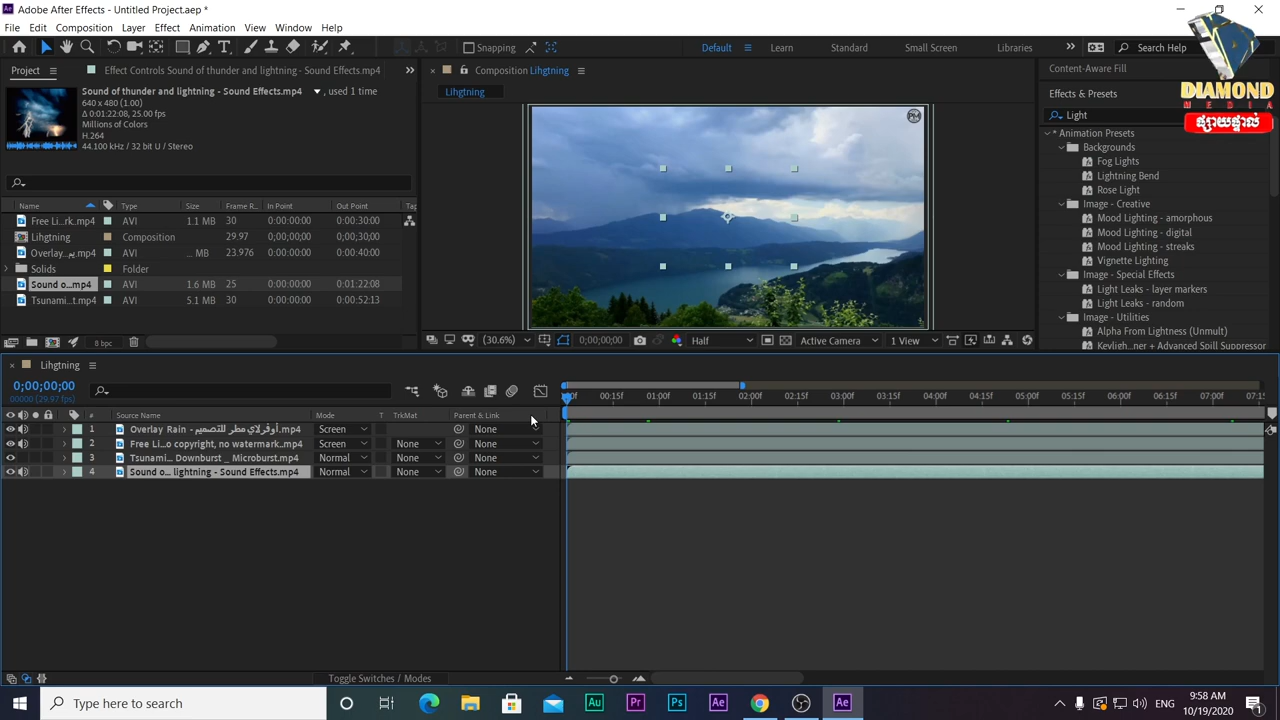 Adobe After Effects - Untitled Project.aep *
File Edit Composition Layer Effect Animation View Window Help
Snapping
Default Learn Standard Small Screen Libraries Search Help
DIAMOND
MEDIA
ផ្សាយផ្ទាល់
Project
Effect Controls Sound of thunder and lightning - Sound Effects.mp4
Composition Lihgtning
Lihgtning
Sound of thunder and lightning - Sound Effects.mp4 , used 1 time
640 x 480 (1.00)
Δ 0:01:22:08, 25.00 fps
Millions of Colors
H.264
44.100 kHz / 32 bit U / Stereo
Name Type Size Frame R... In Point Out Point Tap
Free Li...rk.mp4 AVI 1.1 MB 30 0:00:00:00 0:00:30:00
Lihgtning Composition 29.97 0;00;00;00 0;00;30;00
AVI ... MB 23.976 0:00:00:00 0:00:40:00
Solids Folder
Sound o...mp4 AVI 1.6 MB 25 0:00:00:00 0:01:22:08
Tsunami...t.mp4 AVI 5.1 MB 30 0:00:00:00 0:00:52:13
8 bpc
(30.6%) 0;00;00;00 Half Active Camera 1 View
Content-Aware Fill
Effects & Presets
Light
* Animation Presets
Backgrounds
Fog Lights
Lightning Bend
Rose Light
Image - Creative
Mood Lighting - amorphous
Mood Lighting - digital
Mood Lighting - streaks
Vignette Lighting
Image - Special Effects
Light Leaks - layer markers
Light Leaks - random
Image - Utilities
Alpha From Lightness (Unmult)
Keyligh...ner + Advanced Spill Suppressor
Lihgtning
0;00;00;00
00000 (29.97 fps)
00:15f 01:00f 01:15f 02:00f 02:15f 03:00f 03:15f 04:00f 04:15f 05:00f 05:15f 06:00f 06:15f 07:00f 07:15
# Source Name Mode T TrkMat Parent & Link
1 Overlay Rain - أوفرلاي مطر للتصميم.mp4 Screen None
2 Free Li...o copyright, no watermark...mp4 Screen None None
3 Tsunami... Downburst _ Microburst.mp4 Normal None None
4 Sound o... lightning - Sound Effects.mp4 Normal None None
Toggle Switches / Modes
Type here to search
ENG
9:58 AM
10/19/2020